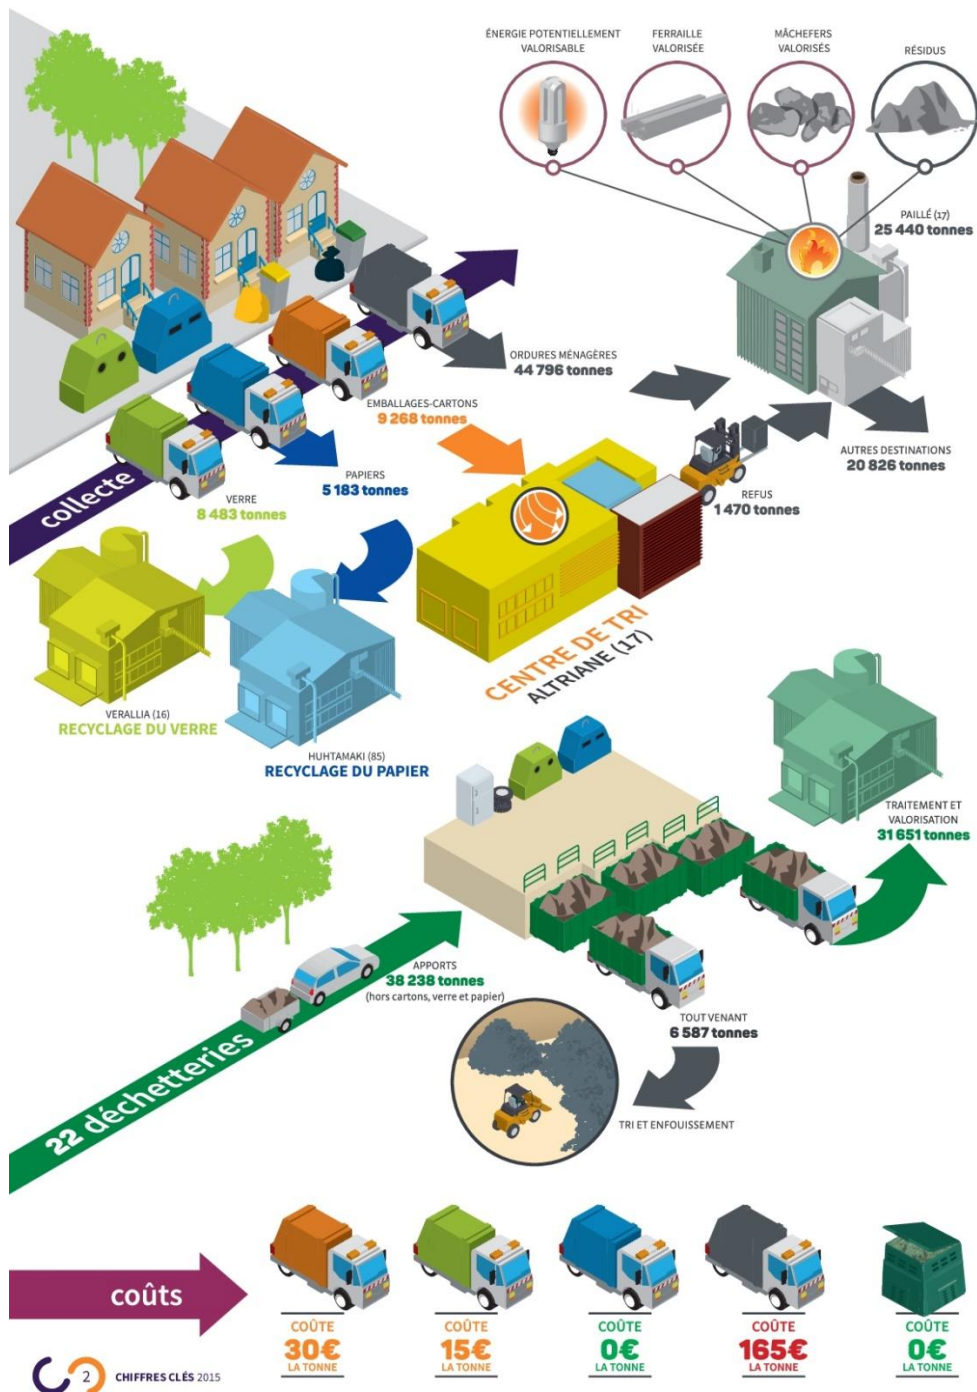 ÉNERGIE POTENTIELLEMENT
VALORISABLE
FERRAILLE
VALORISÉE
MÂCHEFERS
VALORISÉS
RÉSIDUS
PAILLÉ (17)
25 440 tonnes
ORDURES MÉNAGÈRES
44 796 tonnes
EMBALLAGES-CARTONS
9 268 tonnes
AUTRES DESTINATIONS
20 826 tonnes
PAPIERS
5 183 tonnes
REFUS
1 470 tonnes
VERRE
8 483 tonnes
collecte
CENTRE DE TRI
ALTRIANE (17)
VERALLIA (16)
RECYCLAGE DU VERRE
HUHTAMAKI (85)
RECYCLAGE DU PAPIER
TRAITEMENT ET
VALORISATION
31 651 tonnes
APPORTS
38 238 tonnes
(hors cartons, verre et papier)
TOUT VENANT
6 587 tonnes
22 déchetteries
TRI ET ENFOUISSEMENT
coûts
COÛTE
30€
LA TONNE
COÛTE
15€
LA TONNE
COÛTE
0€
LA TONNE
COÛTE
165€
LA TONNE
COÛTE
0€
LA TONNE
2
CHIFFRES CLÉS 2015